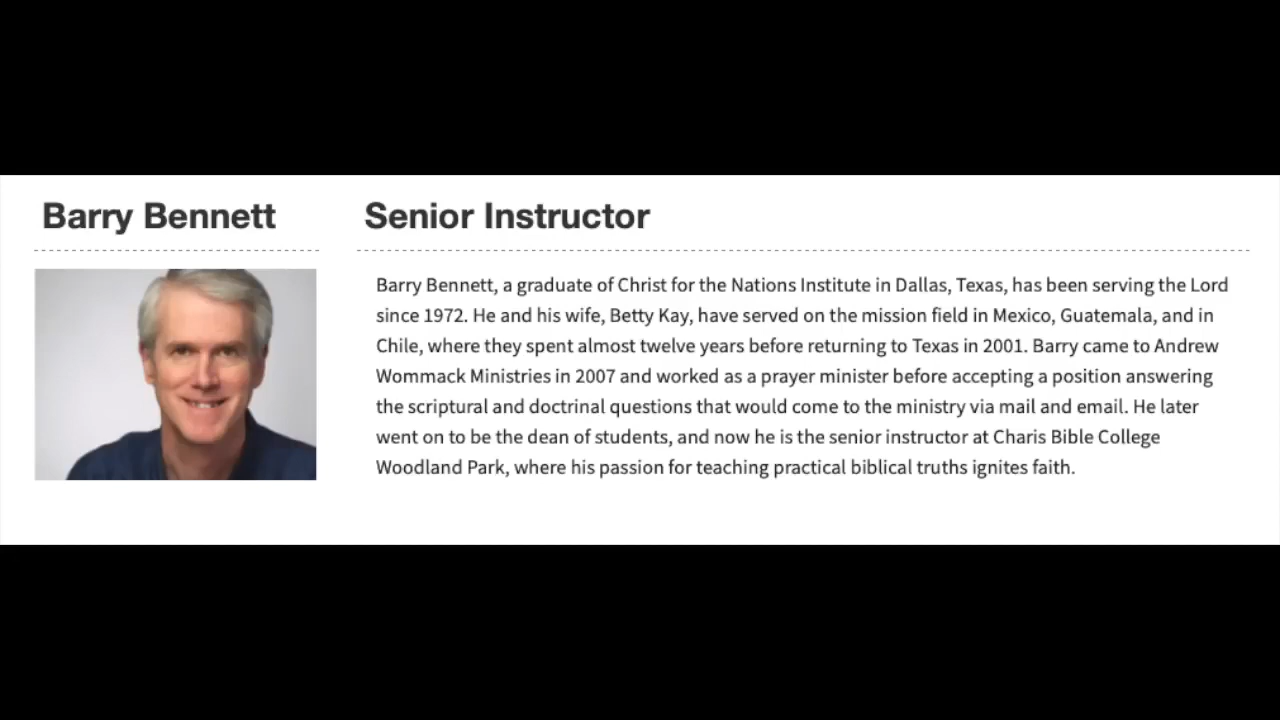 Barry Bennett
Senior Instructor
Barry Bennett, a graduate of Christ for the Nations Institute in Dallas, Texas, has been serving the Lord
since 1972. He and his wife, Betty Kay, have served on the mission field in Mexico, Guatemala, and in
Chile, where they spent almost twelve years before returning to Texas in 2001. Barry came to Andrew
Wommack Ministries in 2007 and worked as a prayer minister before accepting a position answering
the scriptural and doctrinal questions that would come to the ministry via mail and email. He later
went on to be the dean of students, and now he is the senior instructor at Charis Bible College
Woodland Park, where his passion for teaching practical biblical truths ignites faith.